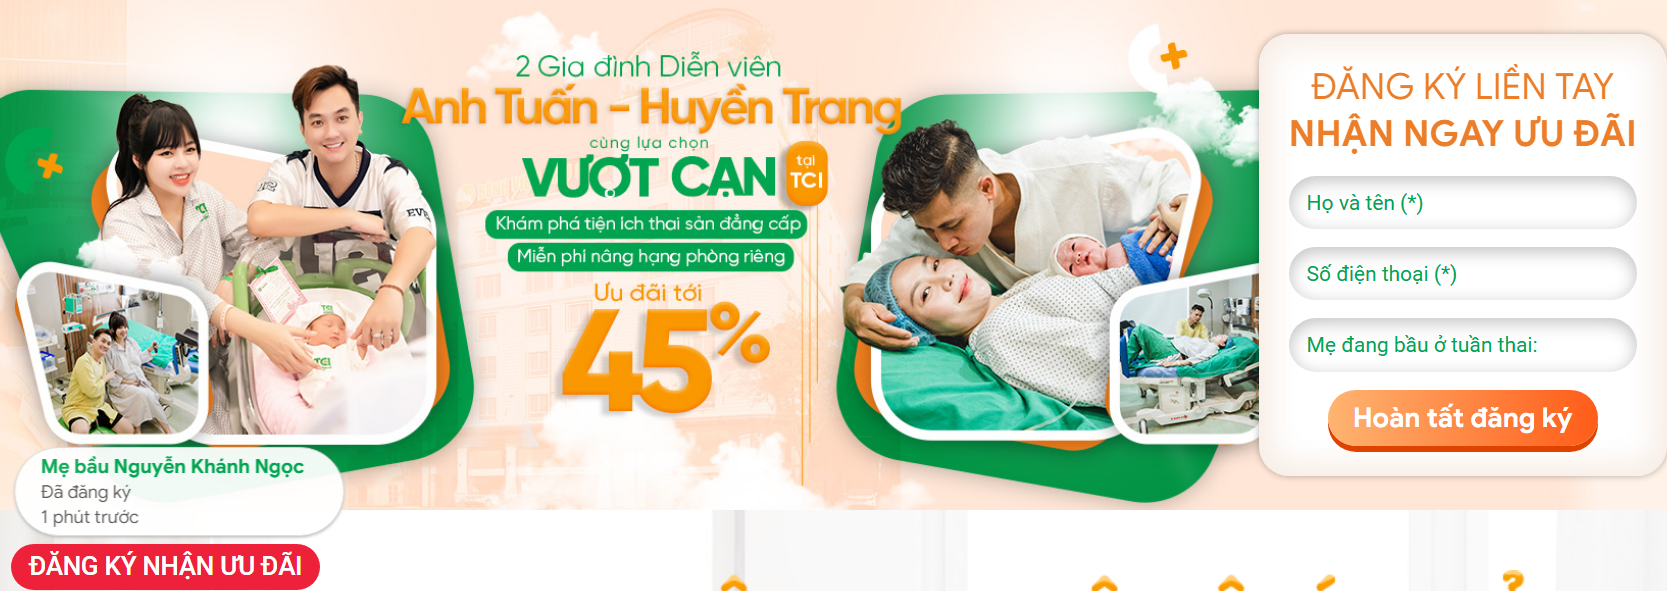 2 Gia đình Diễn viên
Anh Tuấn - Huyền Trang
cùng lựa chọn
VƯỢT CẠN
tại
TCI
Khám phá tiện ích thai sản đẳng cấp
Miễn phí nâng hạng phòng riêng
Ưu đãi tới
45%
ĐĂNG KÝ LIỀN TAY
NHẬN NGAY ƯU ĐÃI
Họ và tên (*)
Số điện thoại (*)
Mẹ đang bầu ở tuần thai:
Hoàn tất đăng ký
Mẹ bầu Nguyễn Khánh Ngọc
Đã đăng ký
1 phút trước
ĐĂNG KÝ NHẬN ƯU ĐÃI